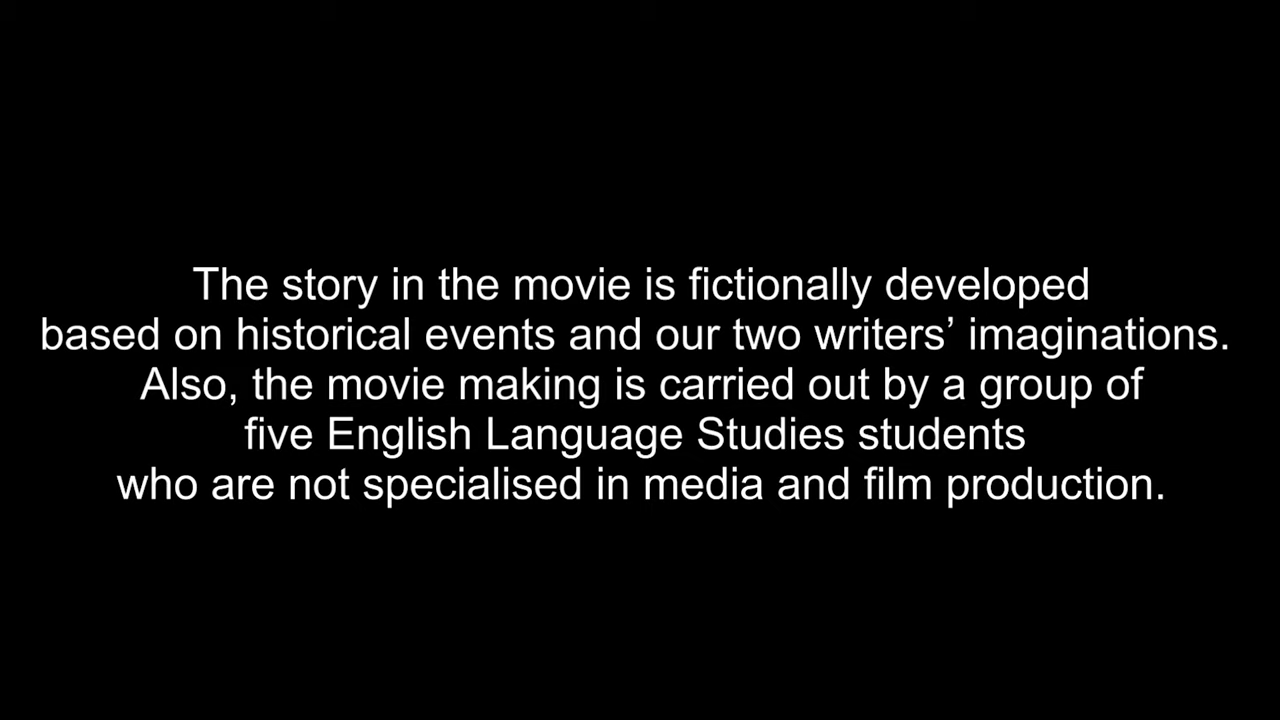 The story in the movie is fictionally developed
based on historical events and our two writers’ imaginations.
Also, the movie making is carried out by a group of
five English Language Studies students
who are not specialised in media and film production.